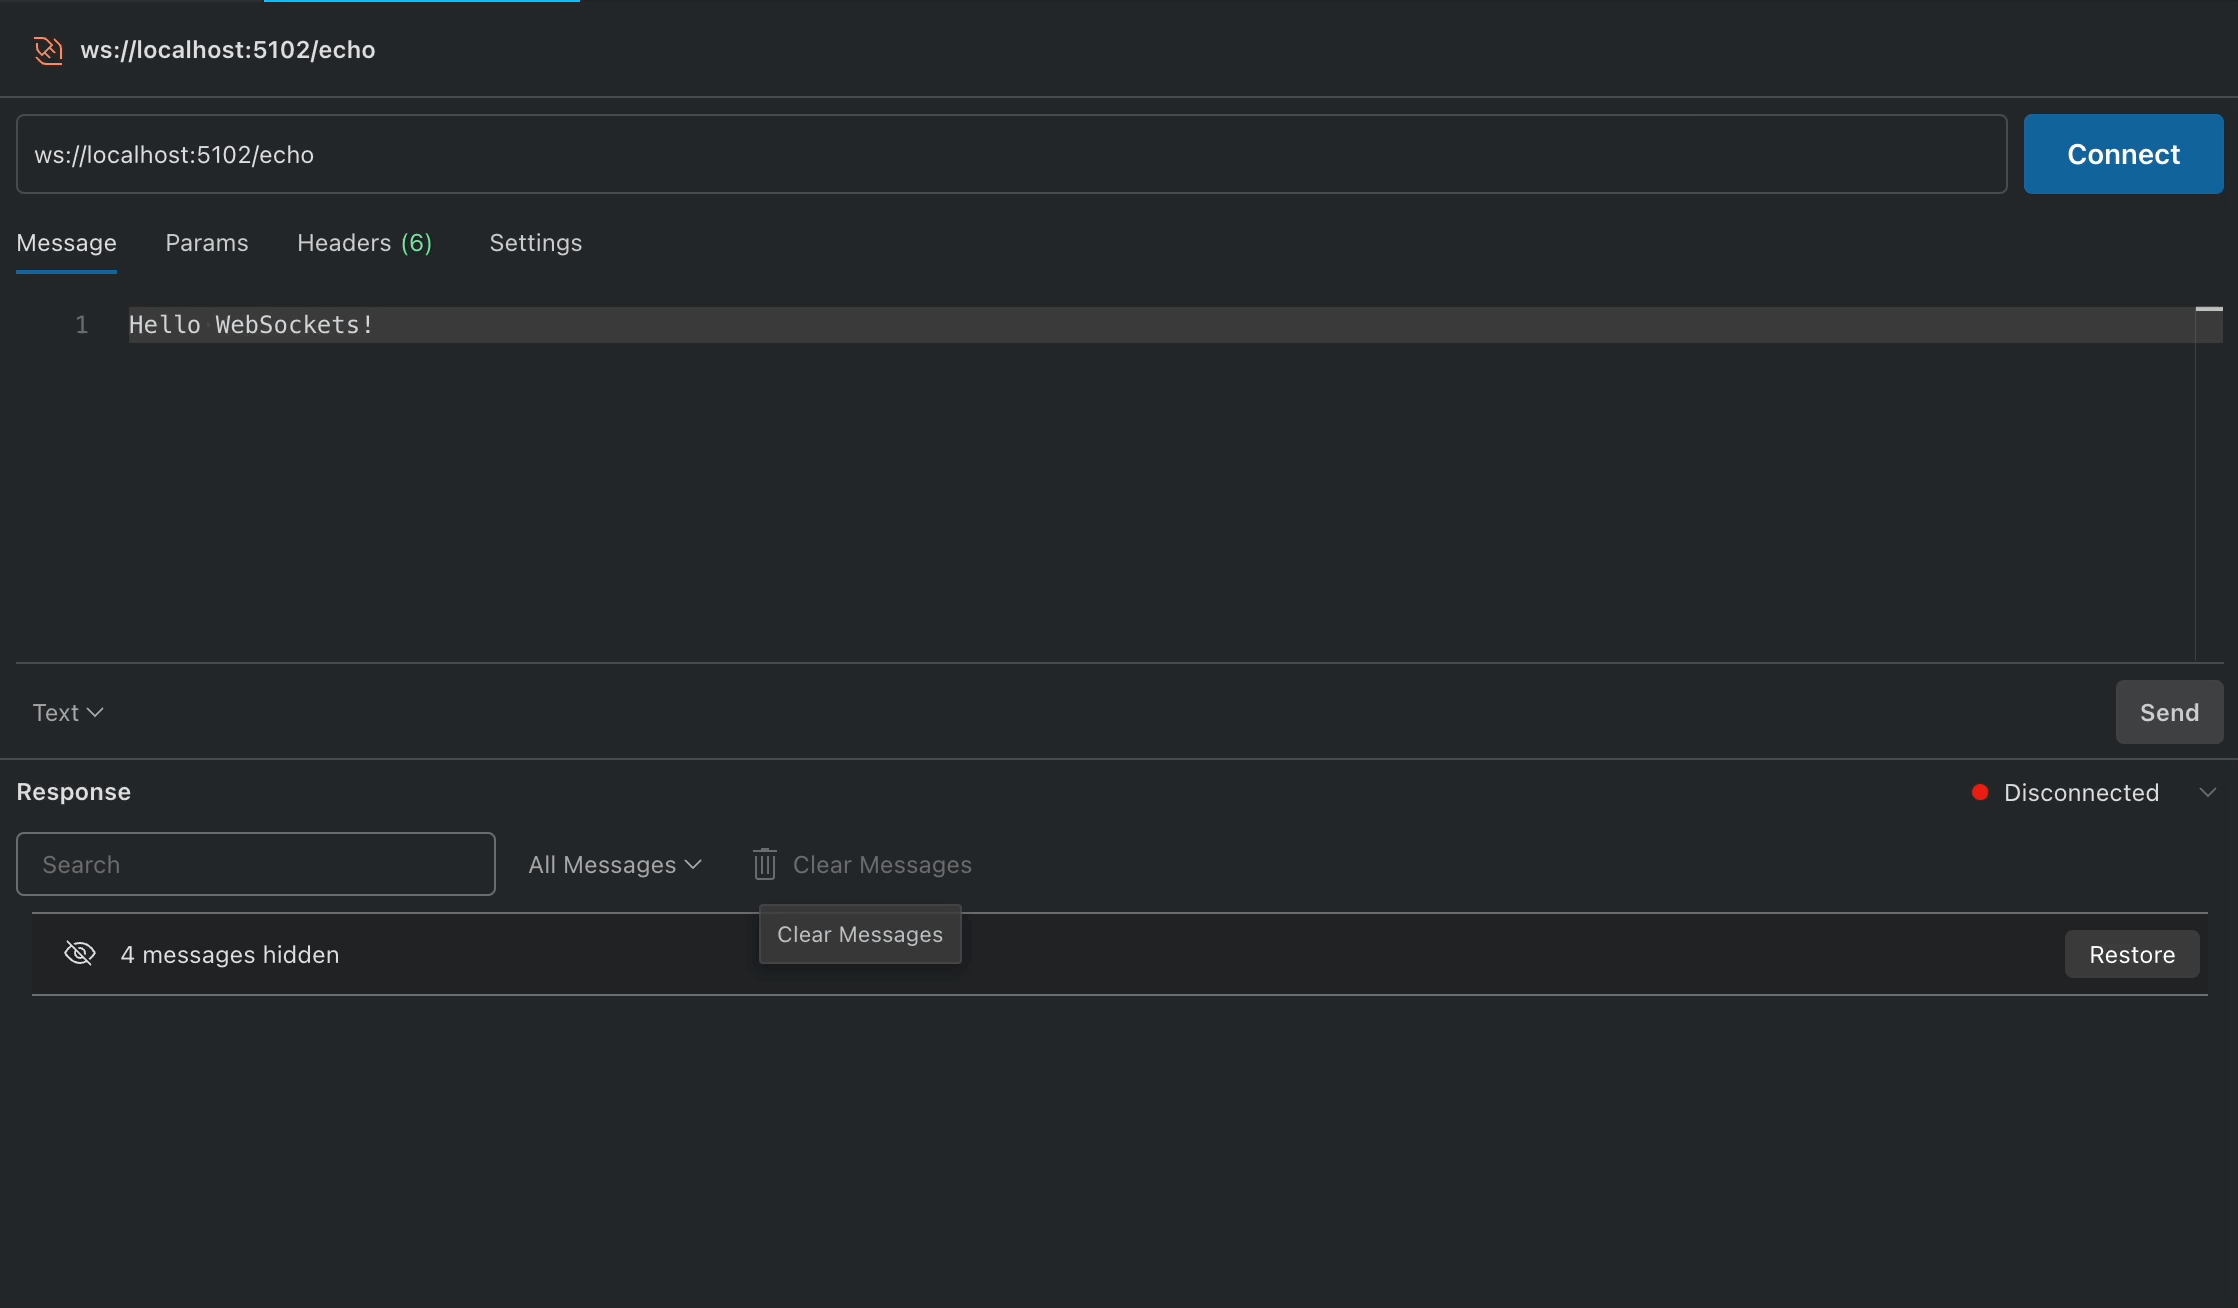 ws://localhost:5102/echo
ws://localhost:5102/echo
Connect
Message Params Headers (6) Settings
1 Hello WebSockets!
Text
Send
Response
Disconnected
Search
All Messages
Clear Messages
Clear Messages
4 messages hidden
Restore